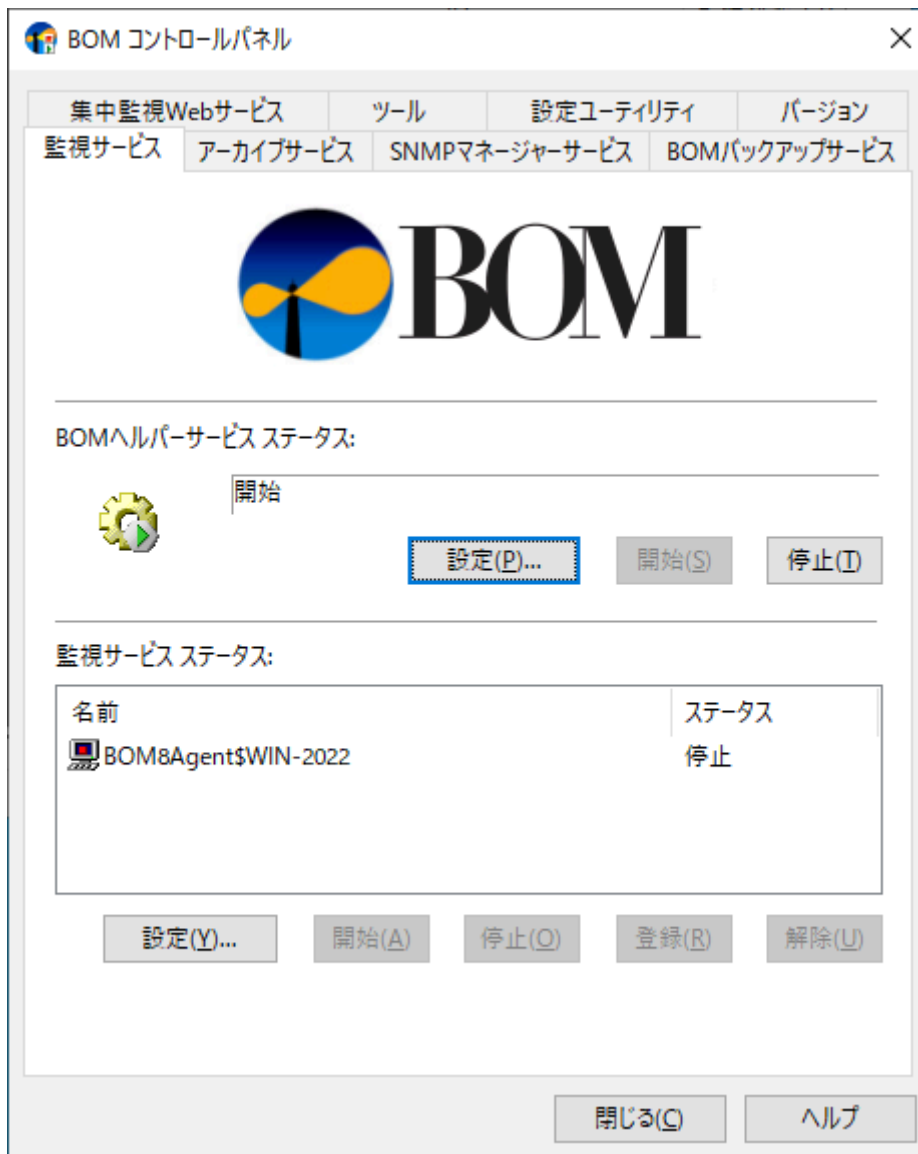 BOM コントロールパネル
集中監視Webサービス ツール 設定ユーティリティ バージョン
監視サービス アーカイブサービス SNMPマネージャーサービス BOMバックアップサービス
BOM
BOMヘルパーサービス ステータス:
開始
設定(P)... 開始(S) 停止(T)
監視サービス ステータス:
名前 ステータス
BOM8Agent$WIN-2022 停止
設定(Y)... 開始(A) 停止(O) 登録(R) 解除(U)
閉じる(C) ヘルプ